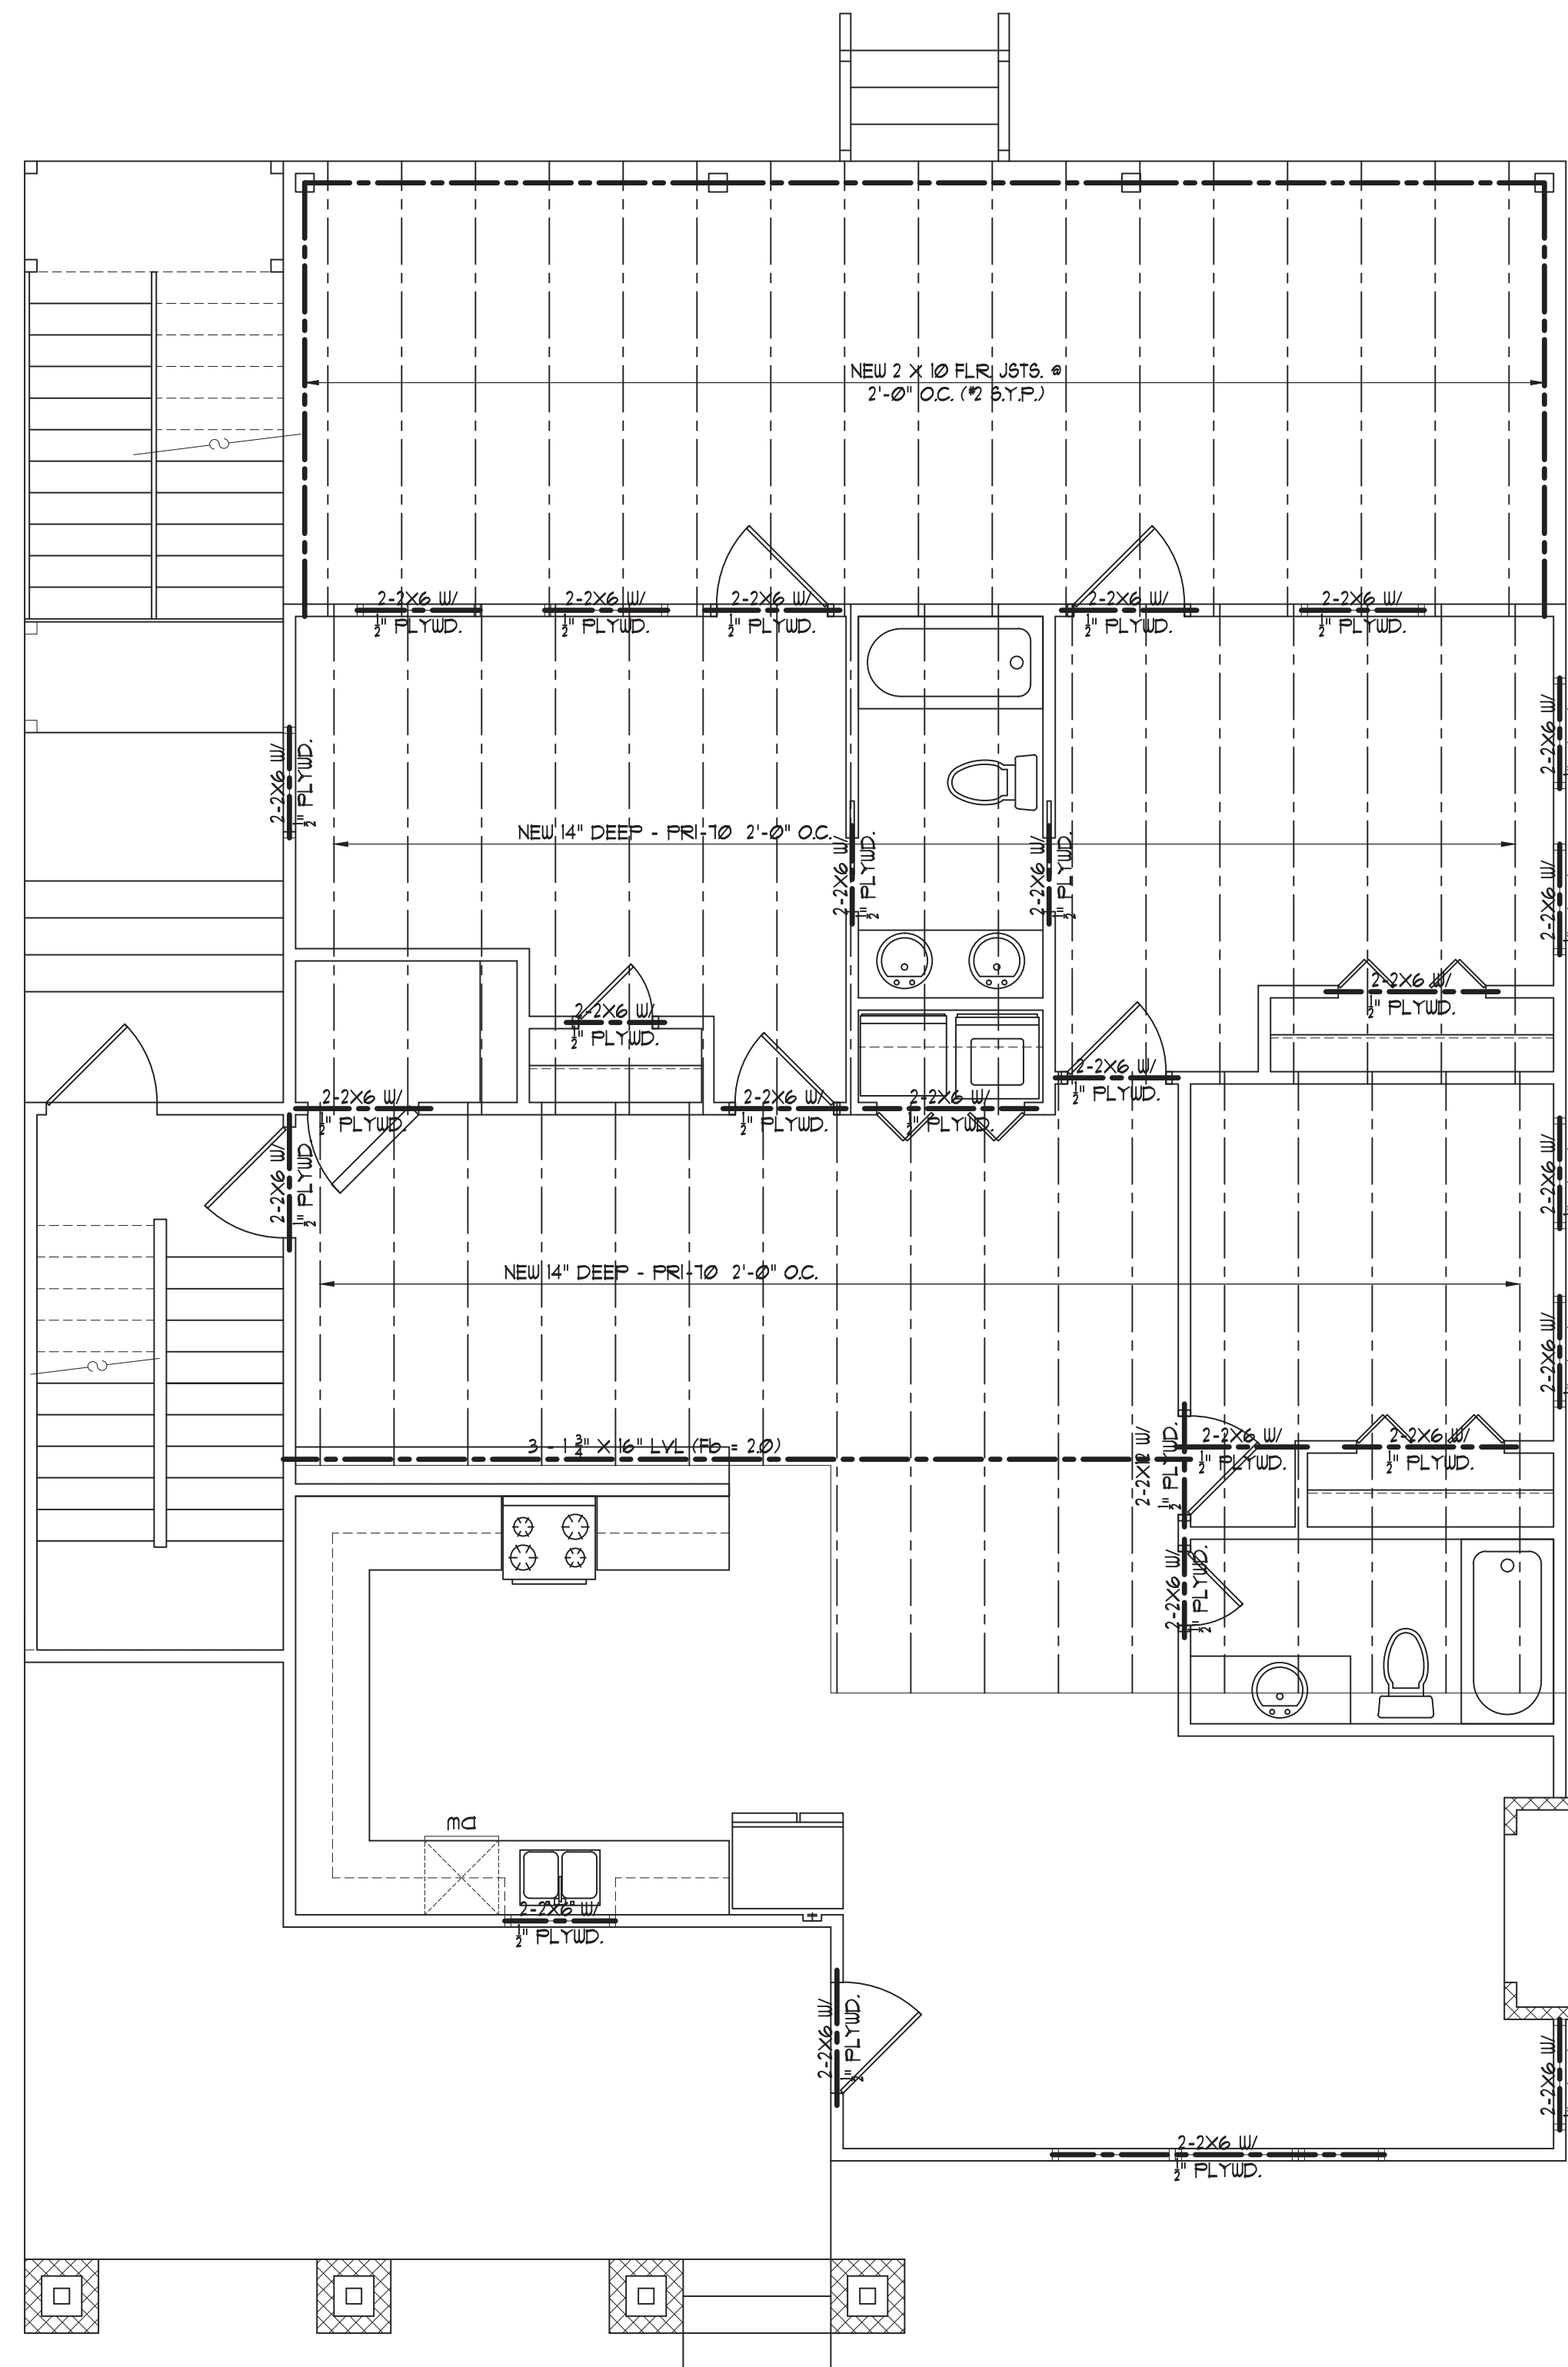 NEW 2 X 10 FLR. JSTS. @
2'-0" O.C. (#2 S.Y.P.)
2-2X6 W/
½" PLYWD.
2-2X6 W/
½" PLYWD.
2-2X6 W/
½" PLYWD.
2-2X6 W/
½" PLYWD.
2-2X6 W/
½" PLYWD.
2-2X6 W/
½" PLYWD.
2-2X6 W/
NEW 14" DEEP - PRI-70 2'-0" O.C.
2-2X6 W/
½" PLYWD.
2-2X6 W/
½" PLYWD.
2-2X6 W/
2-2X6 W/
½" PLYWD.
2-2X6 W/
½" PLYWD.
2-2X6 W/
½" PLYWD.
2-2X6 W/
½" PLYWD.
2-2X6 W/
½" PLYWD.
2-2X6 W/
½" PLYWD.
2-2X6 W/
½" PLYWD.
2-2X6 W/
NEW 14" DEEP - PRI-70 2'-0" O.C.
2-2X6 W/
3 - 1 ¾" X 16" LVL (Fb = 2.0)
2-2X12 W/
½" PLYWD.
2-2X6 W/
½" PLYWD.
2-2X6 W/
½" PLYWD.
2-2X6 W/
½" PLYWD.
DW
2-2X6 W/
½" PLYWD.
2-2X6 W/
½" PLYWD.
2-2X6 W/
2-2X6 W/
½" PLYWD.